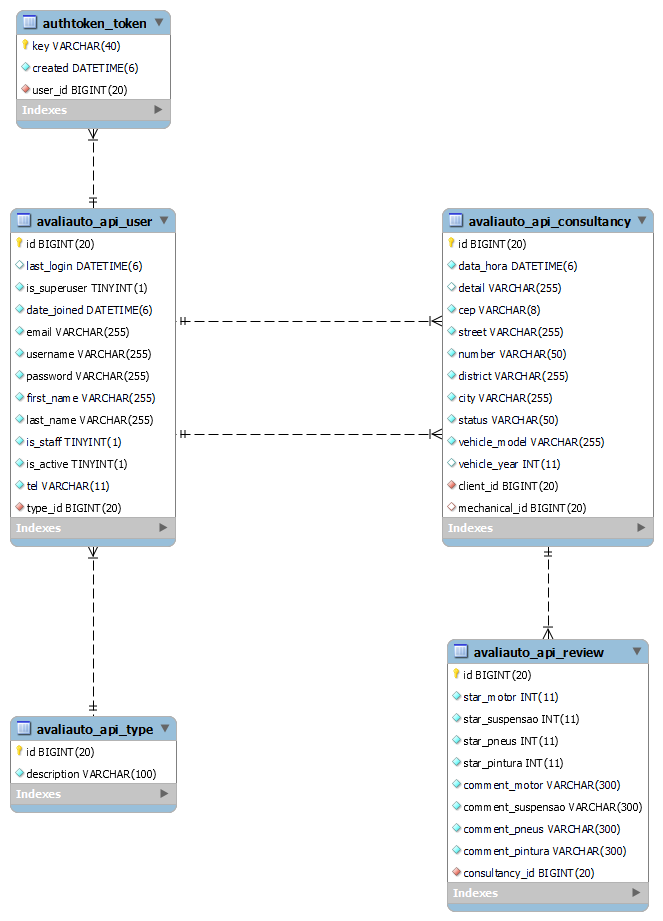 authtoken_token
key VARCHAR(40)
created DATETIME(6)
user_id BIGINT(20)
Indexes
avaliauto_api_user
id BIGINT(20)
last_login DATETIME(6)
is_superuser TINYINT(1)
date_joined DATETIME(6)
email VARCHAR(255)
username VARCHAR(255)
password VARCHAR(255)
first_name VARCHAR(255)
last_name VARCHAR(255)
is_staff TINYINT(1)
is_active TINYINT(1)
tel VARCHAR(11)
type_id BIGINT(20)
Indexes
avaliauto_api_consultancy
id BIGINT(20)
data_hora DATETIME(6)
detail VARCHAR(255)
cep VARCHAR(8)
street VARCHAR(255)
number VARCHAR(50)
district VARCHAR(255)
city VARCHAR(255)
status VARCHAR(50)
vehicle_model VARCHAR(255)
vehicle_year INT(11)
client_id BIGINT(20)
mechanical_id BIGINT(20)
Indexes
avaliauto_api_type
id BIGINT(20)
description VARCHAR(100)
Indexes
avaliauto_api_review
id BIGINT(20)
star_motor INT(11)
star_suspensao INT(11)
star_pneus INT(11)
star_pintura INT(11)
comment_motor VARCHAR(300)
comment_suspensao VARCHAR(300)
comment_pneus VARCHAR(300)
comment_pintura VARCHAR(300)
consultancy_id BIGINT(20)
Indexes